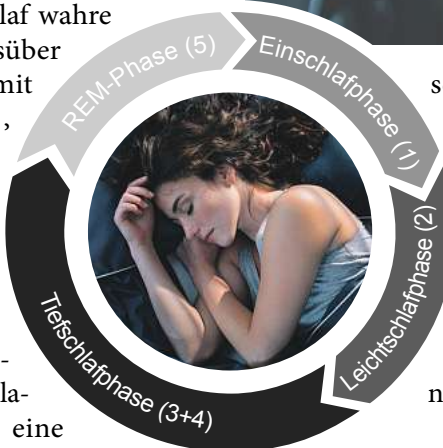 laf wahre
süber
mit
,
s
REM-Phase (5)
Einschlafphase (1)
Leichtschlafphase (2)
Tiefschlafphase (3+4)
-
la-
n
eine